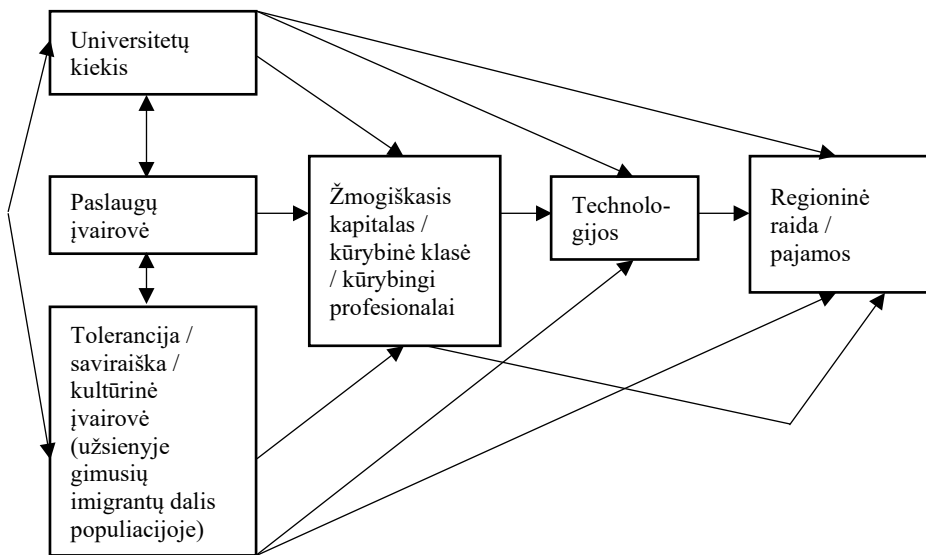 Universitetų
kiekis
Paslaugų
įvairovė
Tolerancija /
saviraiška /
kultūrinė
įvairovė
(užsienyje
gimusių
imigrantų dalis
populiacijoje)
Žmogiškasis
kapitalas /
kūrybinė klasė
/ kūrybingi
profesionalai
Technolo-
gijos
Regioninė
raida /
pajamos